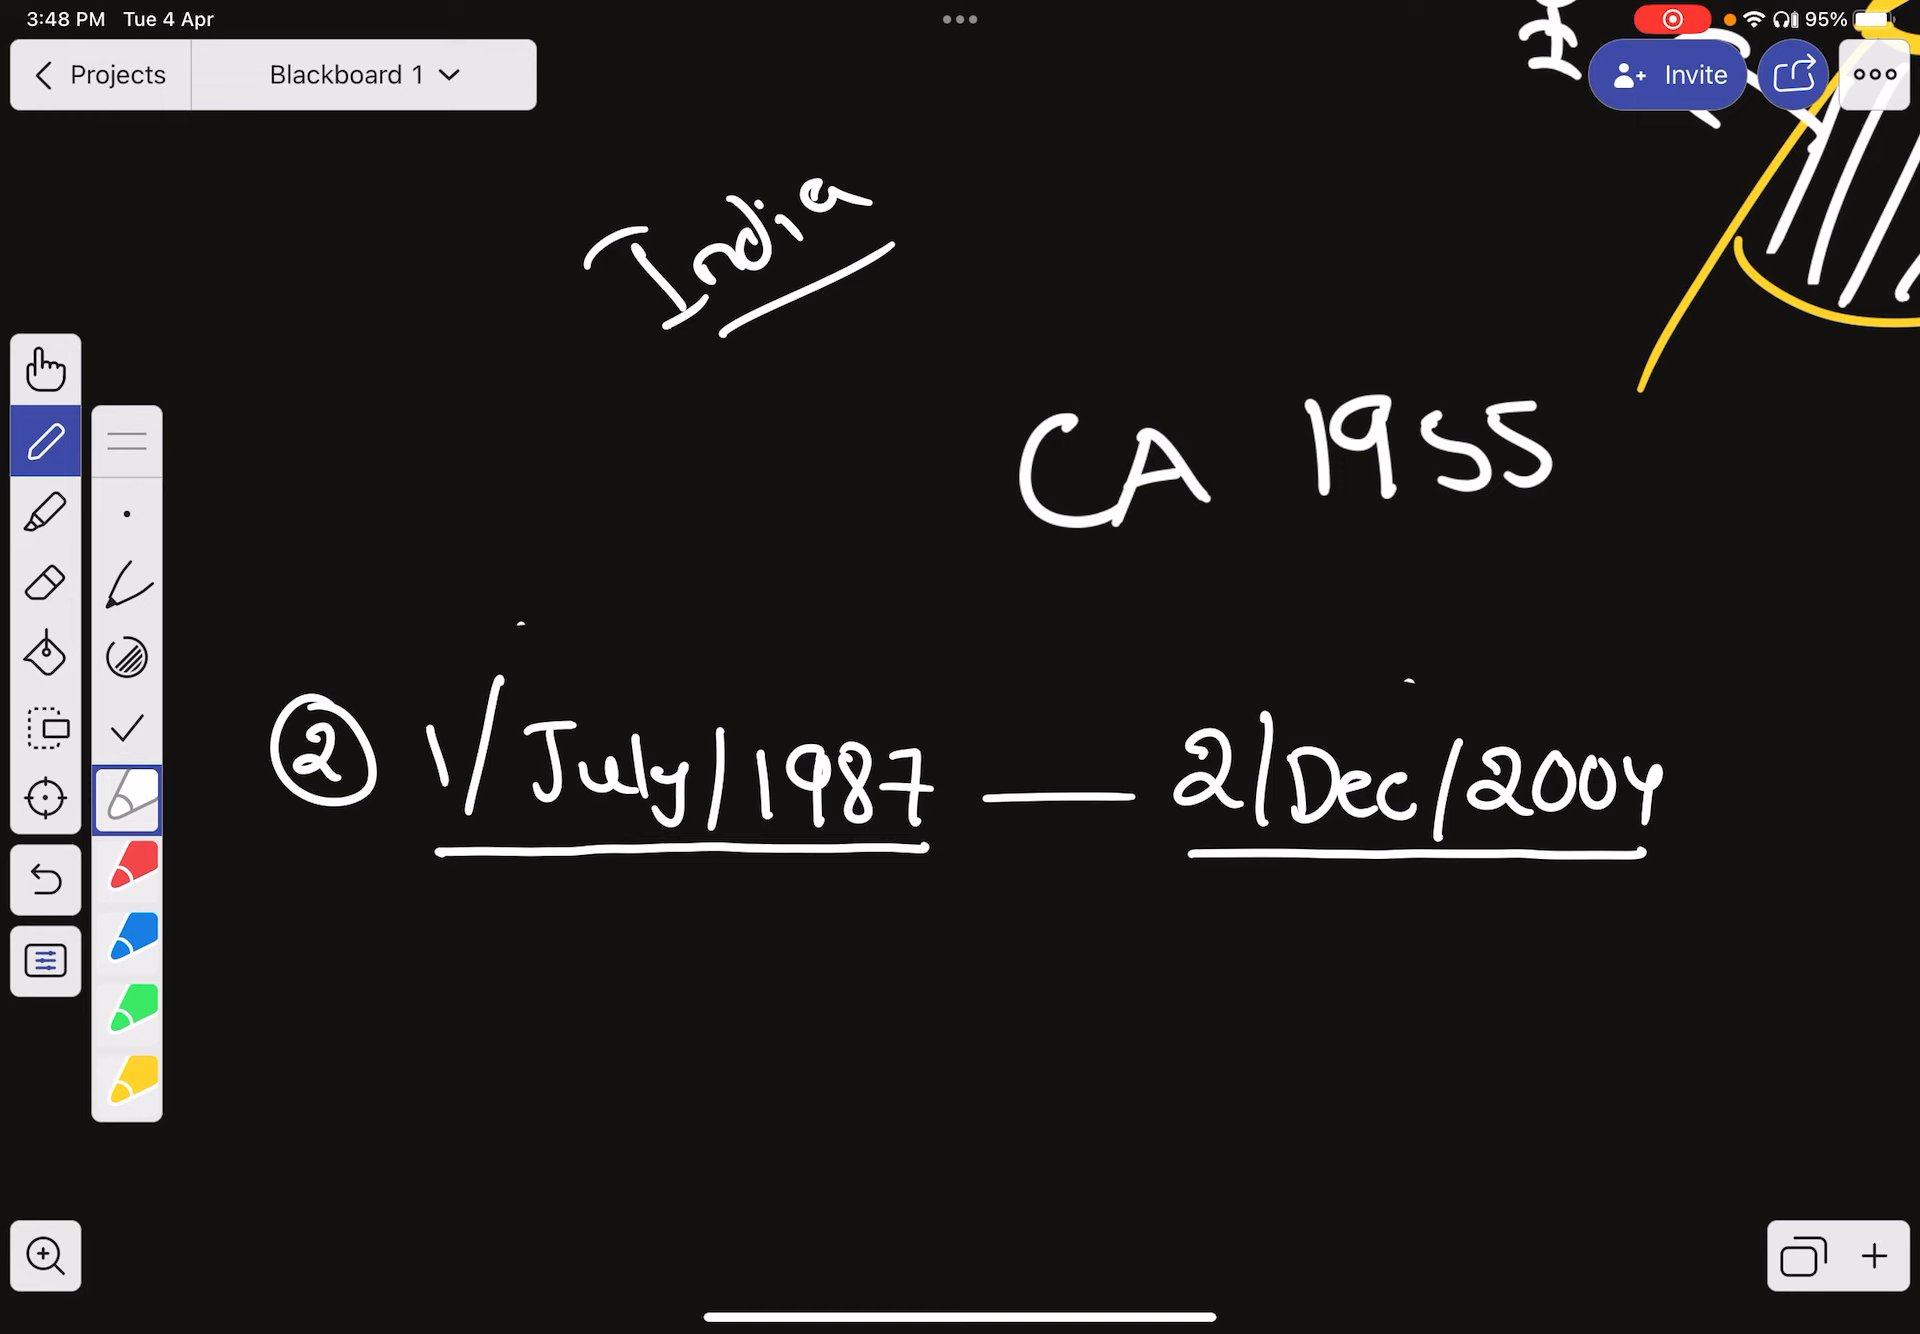 3:48 PM Tue 4 Apr
95%
Projects
Blackboard 1
Invite
India
CA 1955
2 1/July/1987 — 2/Dec/2004